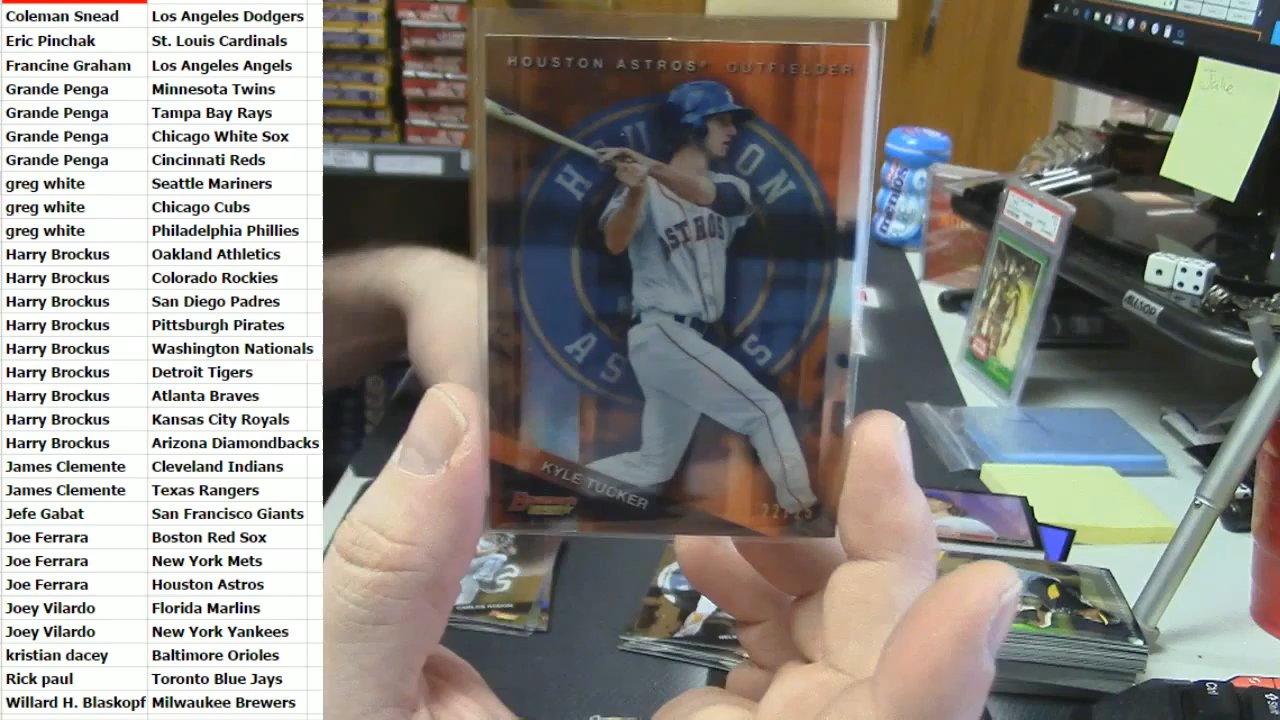 Coleman Snead Los Angeles Dodgers
Eric Pinchak St. Louis Cardinals
Francine Graham Los Angeles Angels
Grande Penga Minnesota Twins
Grande Penga Tampa Bay Rays
Grande Penga Chicago White Sox
Grande Penga Cincinnati Reds
greg white Seattle Mariners
greg white Chicago Cubs
greg white Philadelphia Phillies
Harry Brockus Oakland Athletics
Harry Brockus Colorado Rockies
Harry Brockus San Diego Padres
Harry Brockus Pittsburgh Pirates
Harry Brockus Washington Nationals
Harry Brockus Detroit Tigers
Harry Brockus Atlanta Braves
Harry Brockus Kansas City Royals
Harry Brockus Arizona Diamondbacks
James Clemente Cleveland Indians
James Clemente Texas Rangers
Jefe Gabat San Francisco Giants
Joe Ferrara Boston Red Sox
Joe Ferrara New York Mets
Joe Ferrara Houston Astros
Joey Vilardo Florida Marlins
Joey Vilardo New York Yankees
kristian dacey Baltimore Orioles
Rick paul Toronto Blue Jays
Willard H. Blaskopf Milwaukee Brewers
HOUSTON ASTROS OUTFIELDER
ASTROS
KYLE TUCKER
Jake
ALLSOP
CARLOS RODON